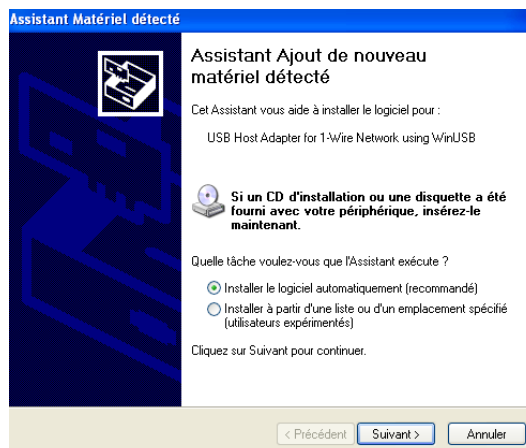 Assistant Matériel détecté
Assistant Ajout de nouveau
matériel détecté
Cet Assistant vous aide à installer le logiciel pour :
USB Host Adapter for 1-Wire Network using WinUSB
Si un CD d'installation ou une disquette a été
fourni avec votre périphérique, insérez-le
maintenant.
Quelle tâche voulez-vous que l'Assistant exécute ?
Installer le logiciel automatiquement (recommandé)
Installer à partir d'une liste ou d'un emplacement spécifié
(utilisateurs expérimentés)
Cliquez sur Suivant pour continuer.
< Précédent Suivant > Annuler